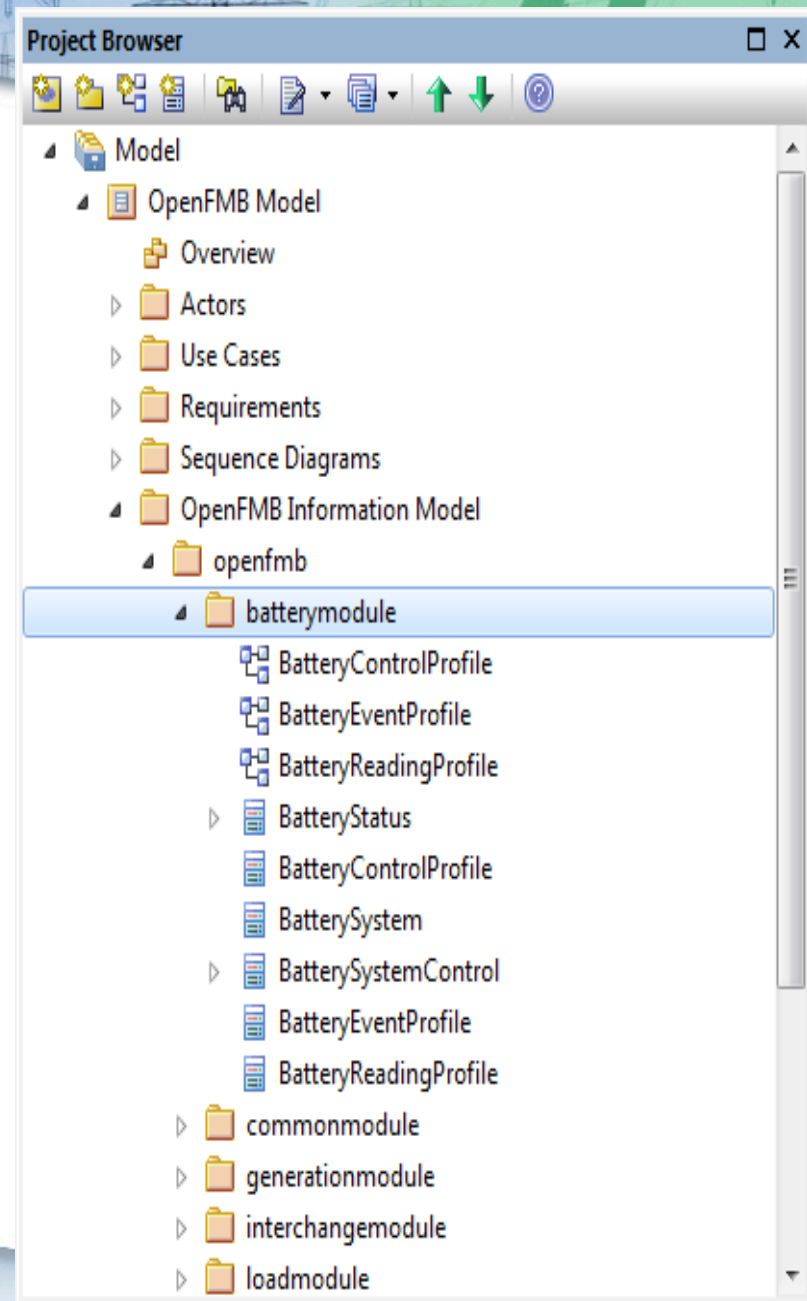 Project Browser
Model
OpenFMB Model
Overview
Actors
Use Cases
Requirements
Sequence Diagrams
OpenFMB Information Model
openfmb
batterymodule
BatteryControlProfile
BatteryEventProfile
BatteryReadingProfile
BatteryStatus
BatteryControlProfile
BatterySystem
BatterySystemControl
BatteryEventProfile
BatteryReadingProfile
commonmodule
generationmodule
interchangemodule
loadmodule